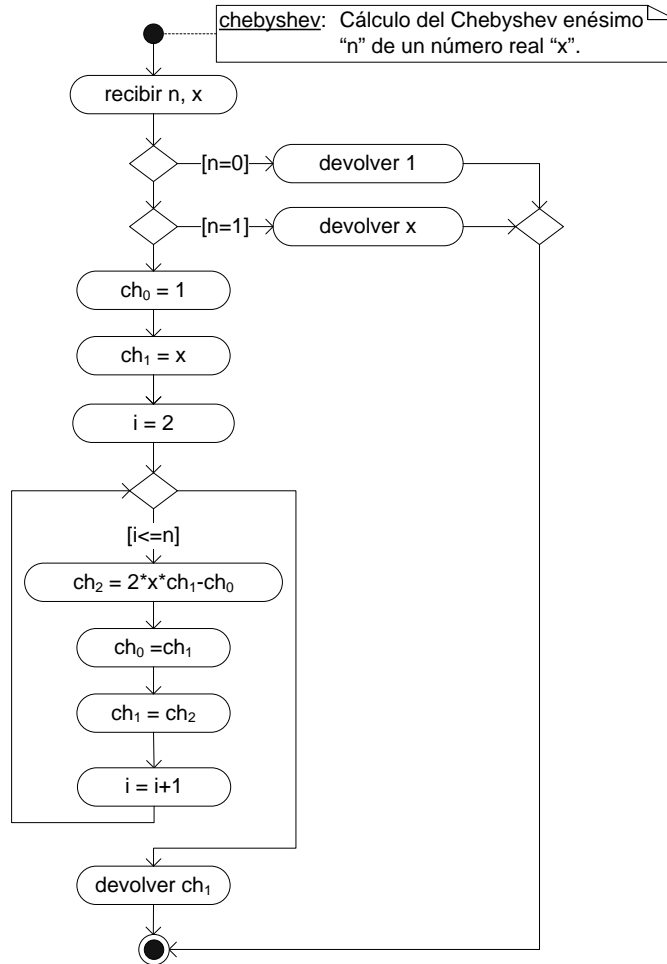 chebyshev: Cálculo del Chebyshev enésimo
“n” de un número real “x”.
recibir n, x
[n=0]
devolver 1
[n=1]
devolver x
ch₀ = 1
ch₁ = x
i = 2
[i<=n]
ch₂ = 2*x*ch₁-ch₀
ch₀ =ch₁
ch₁ = ch₂
i = i+1
devolver ch₁